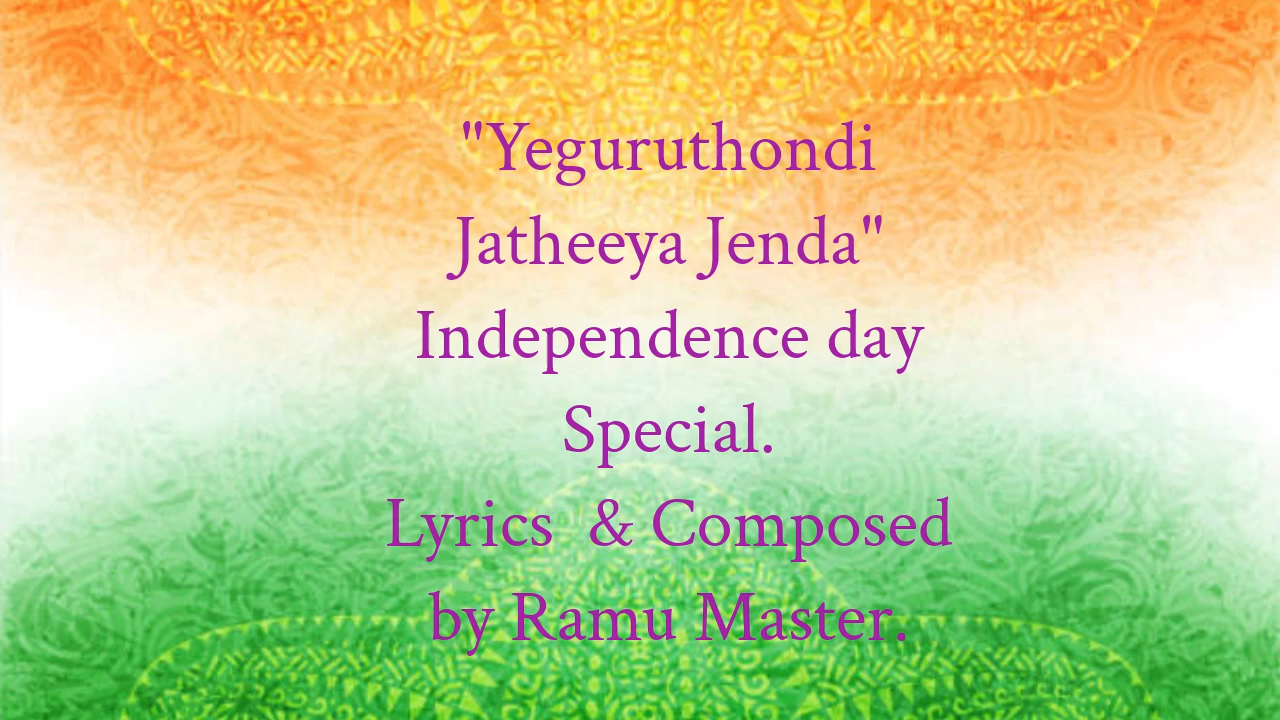 "Yeguruthondi
Jatheeya Jenda"
Independence day
Special.
Lyrics  & Composed
by Ramu Master.